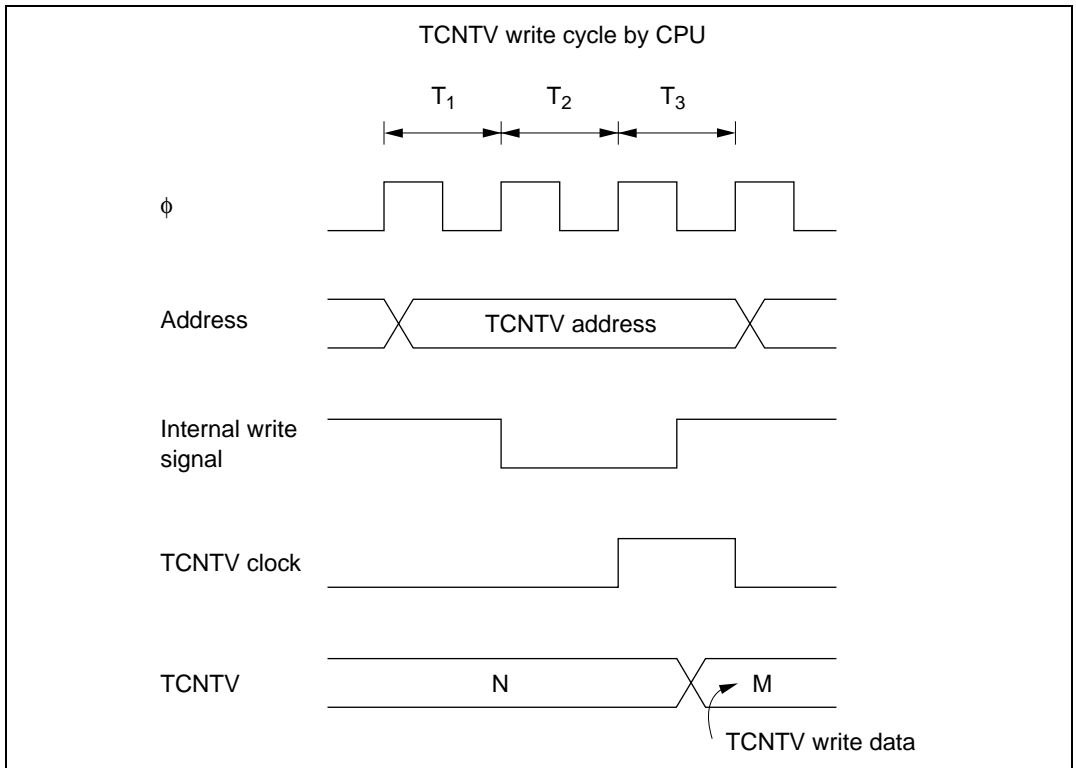 TCNTV write cycle by CPU
T₁ T₂ T₃
ϕ
Address
TCNTV address
Internal write
signal
TCNTV clock
TCNTV
N
M
TCNTV write data